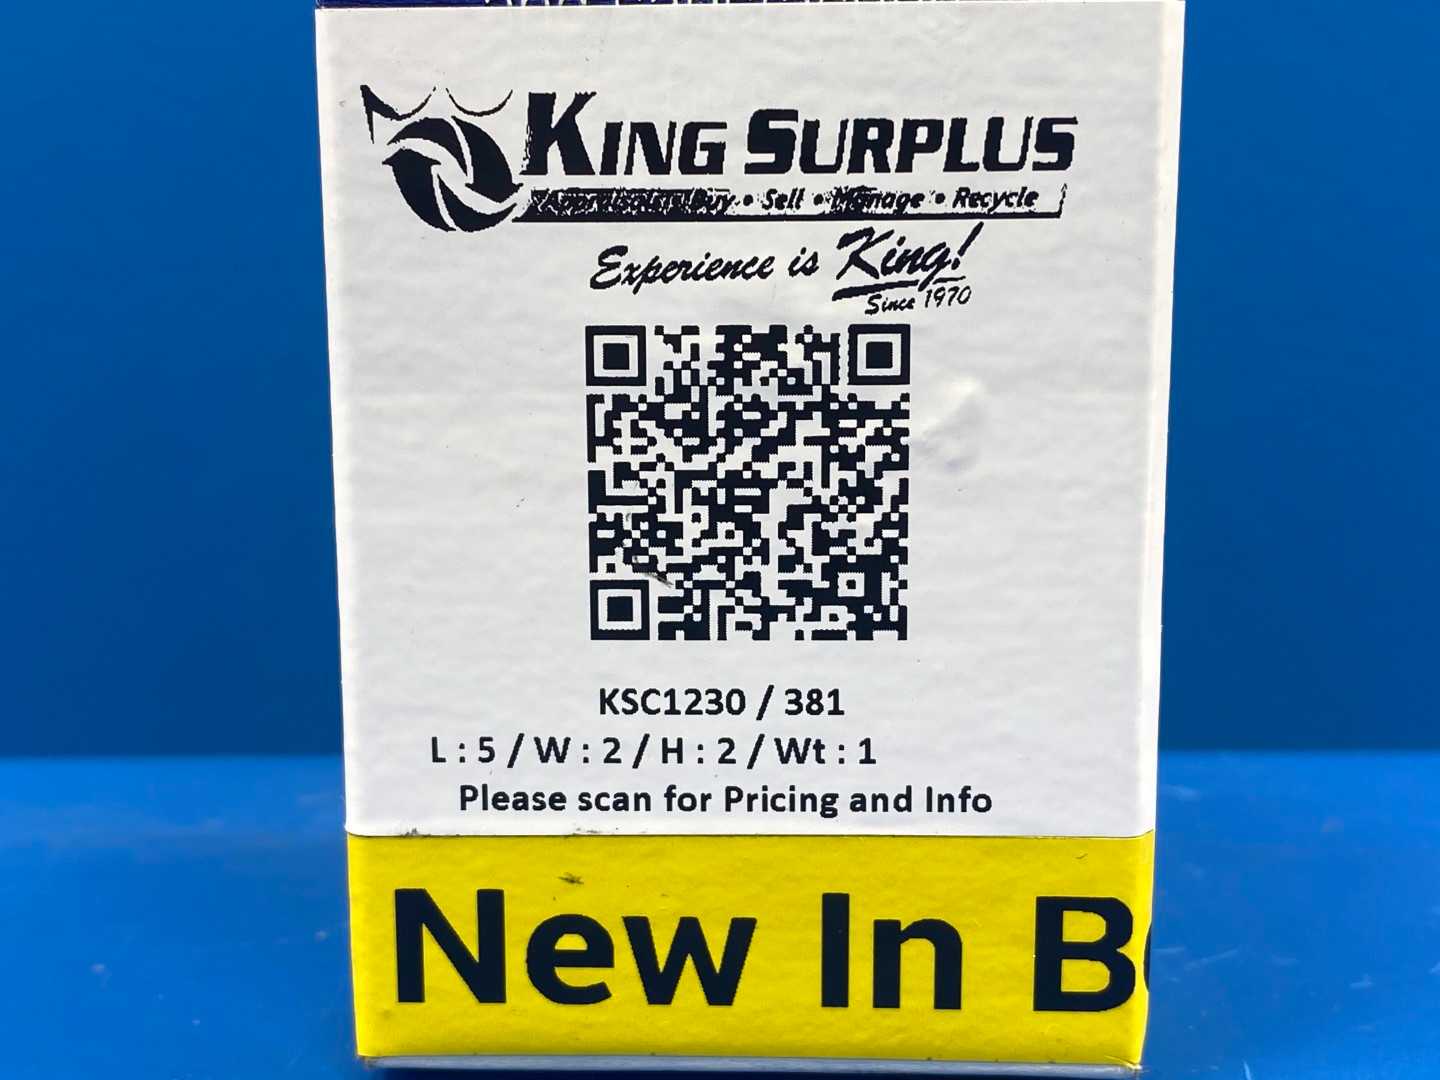 KING SURPLUS
Appraisals • Buy • Sell • Manage • Recycle
Experience is King!
Since 1970
KSC1230 / 381
L : 5 / W : 2 / H : 2 / Wt : 1
Please scan for Pricing and Info
New In B